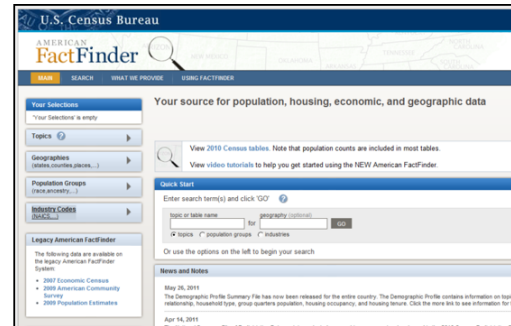 U.S. Census Bureau
AMERICAN
FactFinder
MAIN SEARCH WHAT WE PROVIDE USING FACTFINDER
Your Selections
'Your Selections' is empty
Topics
Geographies
(states,counties,places,...)
Population Groups
(race,ancestry,...)
Industry Codes
(NAICS,...)
Legacy American FactFinder
The following data are available on
the legacy American FactFinder
System:
2007 Economic Census
2009 American Community
Survey
2009 Population Estimates
Your source for population, housing, economic, and geographic data
View 2010 Census tables. Note that population counts are included in most tables.
View video tutorials to help you get started using the NEW American FactFinder.
Quick Start
Enter search term(s) and click 'GO'
topic or table name geography (optional)
for GO
topics population groups industries
Or use the options on the left to begin your search
News and Notes
May 26, 2011
The Demographic Profile Summary File has now been released for the entire country. The Demographic Profile contains information on
relationship, household type, group quarters population, housing occupancy, and housing tenure. Click the more link to see information for
Apr 14, 2011